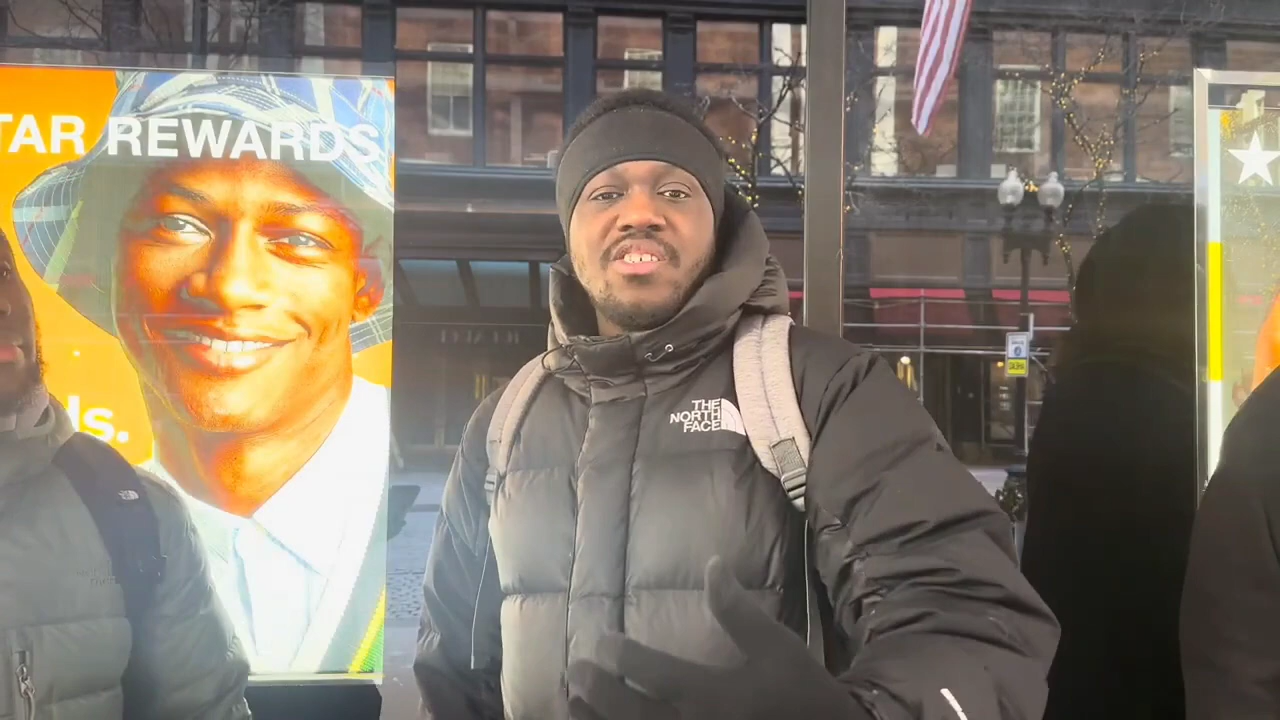 TAR REWARDS
ds.
THE
NORTH
FACE